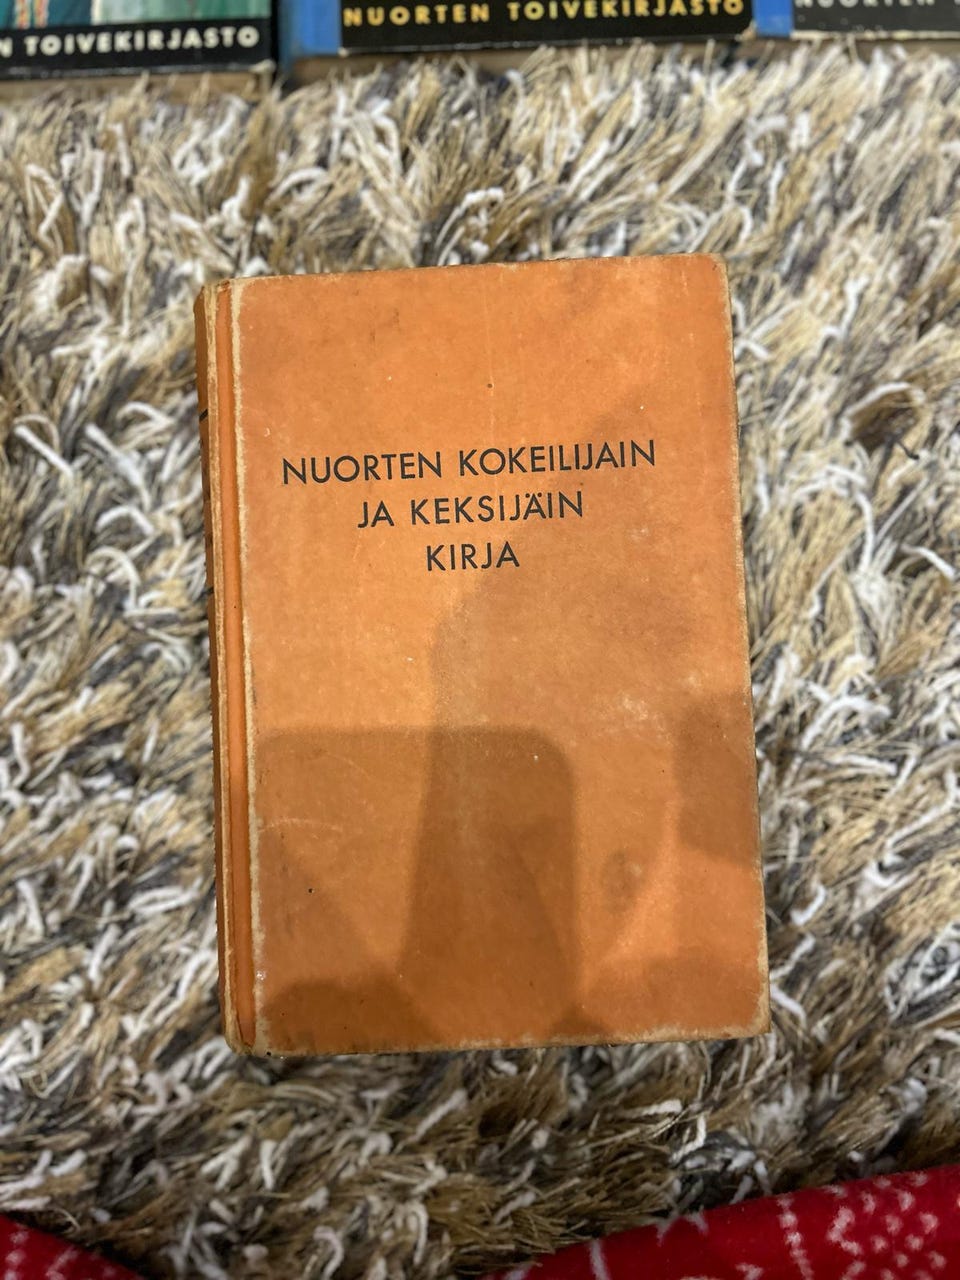 N TOIVEKIRJASTO
NUORTEN TOIVEKIRJASTO
NUORTEN
NUORTEN KOKEILIJAIN
JA KEKSIJÄIN
KIRJA